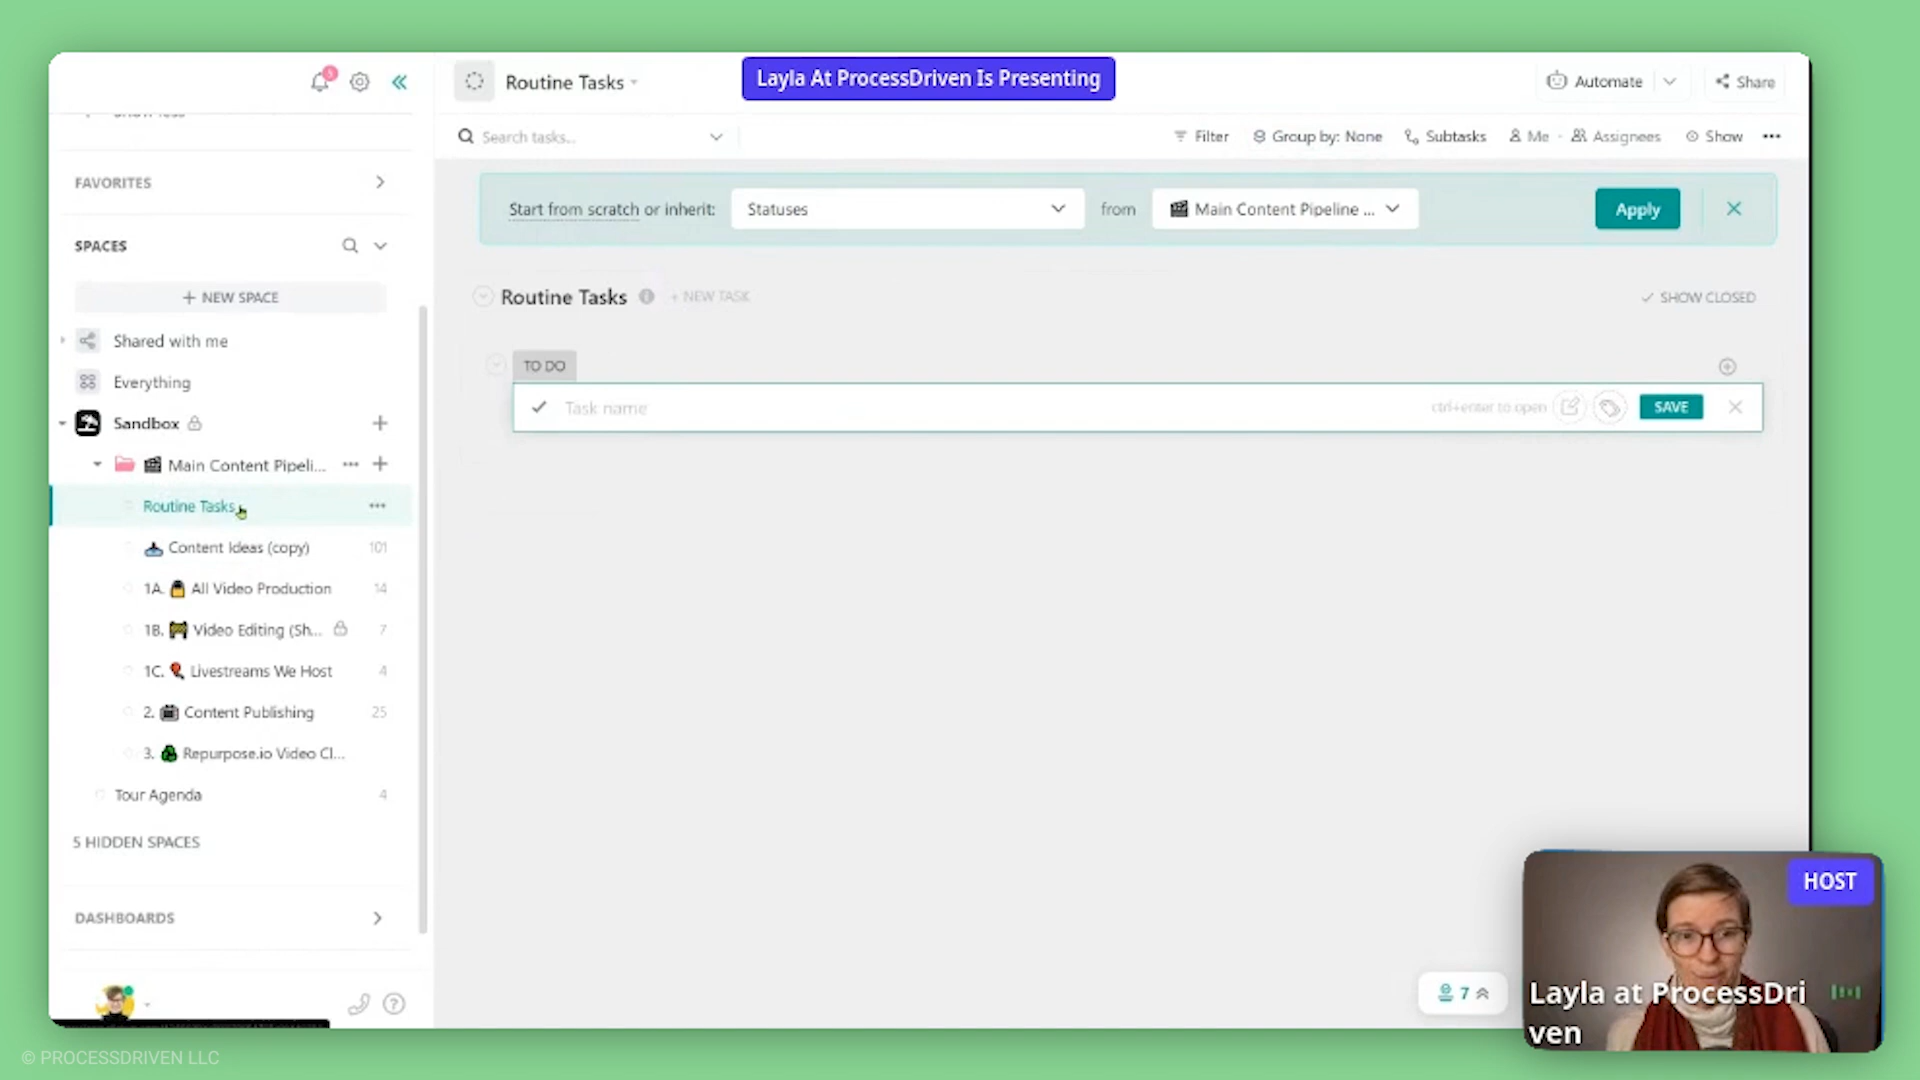 5
Routine Tasks
Layla At ProcessDriven Is Presenting
Automate
Share
Search tasks...
Filter
Group by: None
Subtasks
Me
Assignees
Show
FAVORITES
Start from scratch or inherit:
Statuses
from
Main Content Pipeline ...
Apply
SPACES
+ NEW SPACE
Routine Tasks
+ NEW TASK
SHOW CLOSED
Shared with me
Everything
Sandbox
Main Content Pipeli...
Routine Tasks
Content Ideas (copy) 101
1A. All Video Production 14
1B. Video Editing (Sh... 7
1C. Livestreams We Host 4
2. Content Publishing 25
3. Repurpose.io Video Cl...
Tour Agenda 4
5 HIDDEN SPACES
DASHBOARDS
TO DO
Task name
ctrl+enter to open
SAVE
7
HOST
Layla at ProcessDri
ven
© PROCESSDRIVEN LLC